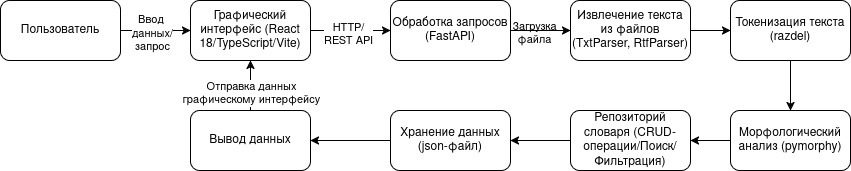 Пользователь
Ввод
данных/
запрос
Графический
интерфейс (React
18/TypeScript/Vite)
HTTP/
REST API
Обработка запросов
(FastAPI)
Загрузка
файла
Извлечение текста
из файлов
(TxtParser, RtfParser)
Токенизация текста
(razdel)
Отправка данных
графическому интерфейсу
Вывод данных
Хранение данных
(json-файл)
Репозиторий
словаря (CRUD-
операции/Поиск/
Фильтрация)
Морфологический
анализ (pymorphy)